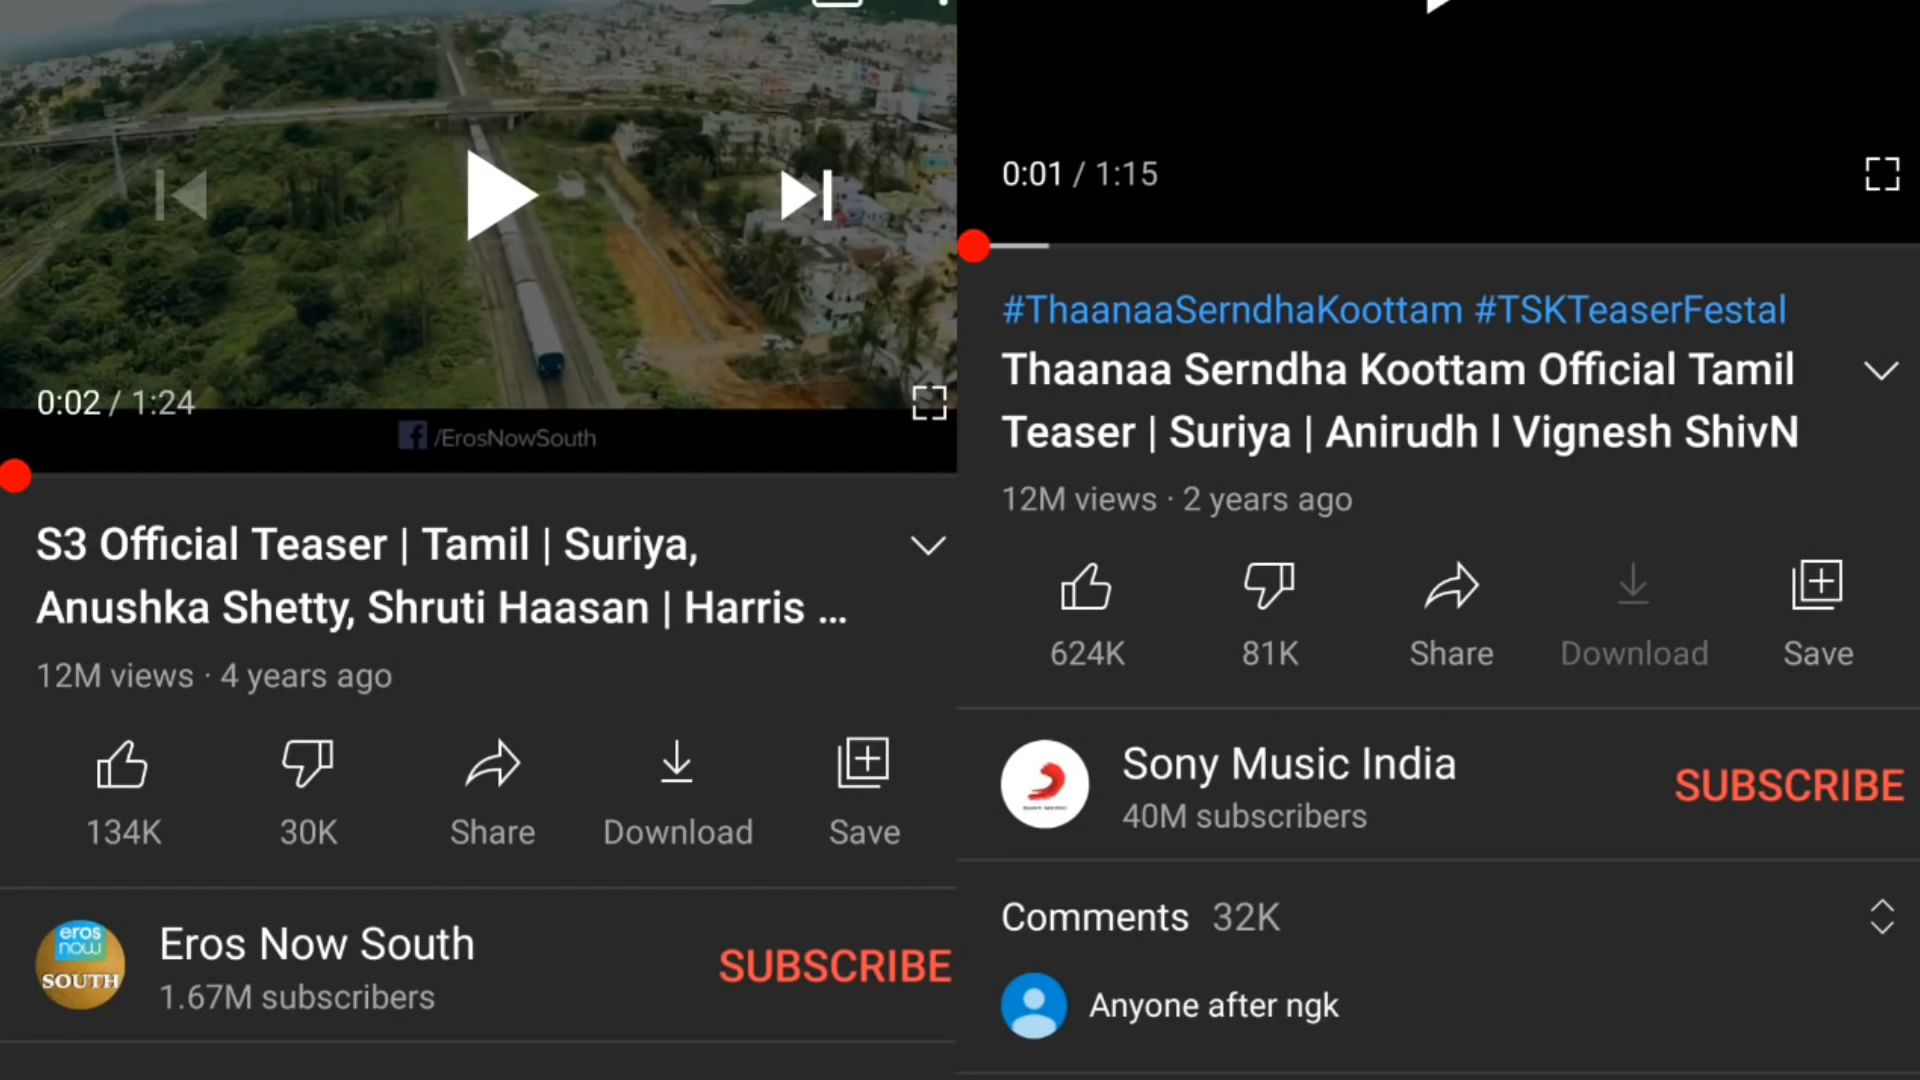 0:02 / 1:24
/ErosNowSouth
S3 Official Teaser | Tamil | Suriya,
Anushka Shetty, Shruti Haasan | Harris ...
12M views · 4 years ago
134K
30K
Share
Download
Save
eros
now
SOUTH
Eros Now South
1.67M subscribers
SUBSCRIBE
0:01 / 1:15
#ThaanaaSerndhaKoottam #TSKTeaserFestal
Thaanaa Serndha Koottam Official Tamil
Teaser | Suriya | Anirudh l Vignesh ShivN
12M views · 2 years ago
624K
81K
Share
Download
Save
Sony Music India
40M subscribers
SUBSCRIBE
Comments 32K
Anyone after ngk